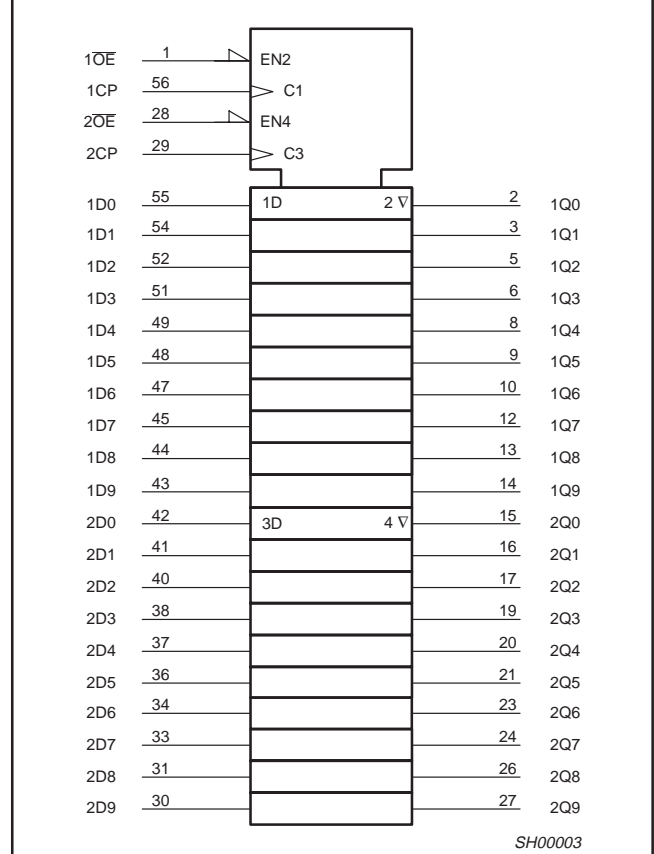 1OE 1 EN2
1CP 56 C1
2OE 28 EN4
2CP 29 C3
1D0 55 1D 2 ∇ 2 1Q0
1D1 54 3 1Q1
1D2 52 5 1Q2
1D3 51 6 1Q3
1D4 49 8 1Q4
1D5 48 9 1Q5
1D6 47 10 1Q6
1D7 45 12 1Q7
1D8 44 13 1Q8
1D9 43 14 1Q9
2D0 42 3D 4 ∇ 15 2Q0
2D1 41 16 2Q1
2D2 40 17 2Q2
2D3 38 19 2Q3
2D4 37 20 2Q4
2D5 36 21 2Q5
2D6 34 23 2Q6
2D7 33 24 2Q7
2D8 31 26 2Q8
2D9 30 27 2Q9
SH00003